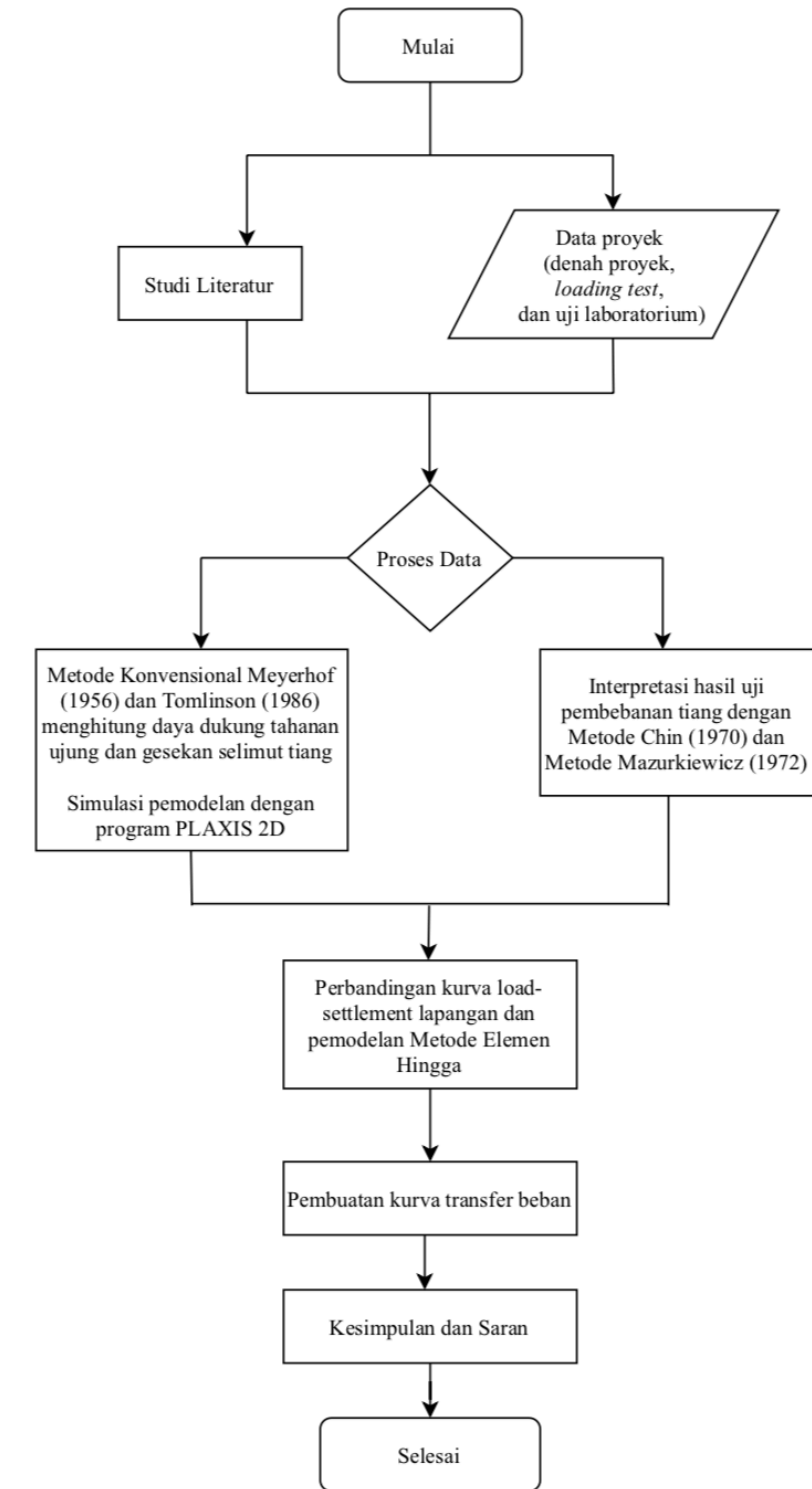 Mulai
Studi Literatur
Data proyek
(denah proyek,
loading test,
dan uji laboratorium)
Proses Data
Metode Konvensional Meyerhof
(1956) dan Tomlinson (1986)
menghitung daya dukung tahanan
ujung dan gesekan selimut tiang
Simulasi pemodelan dengan
program PLAXIS 2D
Interpretasi hasil uji
pembebanan tiang dengan
Metode Chin (1970) dan
Metode Mazurkiewicz (1972)
Perbandingan kurva load-
settlement lapangan dan
pemodelan Metode Elemen
Hingga
Pembuatan kurva transfer beban
Kesimpulan dan Saran
Selesai